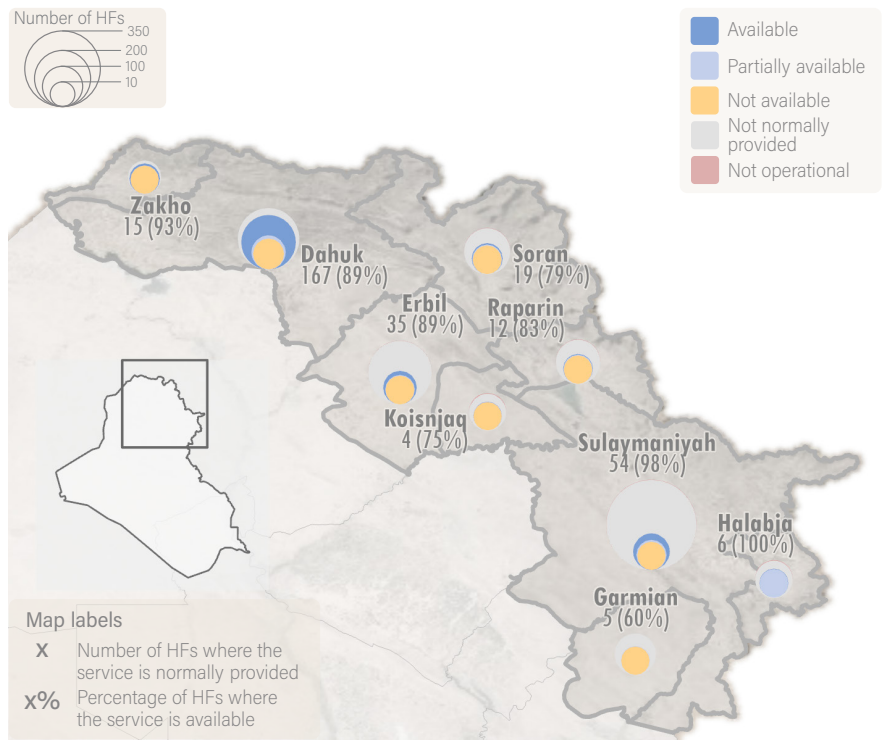 Number of HFs
350
200
100
10
Available
Partially available
Not available
Not normally
provided
Not operational
Zakho
15 (93%)
Dahuk
167 (89%)
Soran
19 (79%)
Erbil
35 (89%)
Raparin
12 (83%)
Koisnjaq
4 (75%)
Sulaymaniyah
54 (98%)
Halabja
6 (100%)
Garmian
5 (60%)
Map labels
X Number of HFs where the
service is normally provided
x% Percentage of HFs where
the service is available